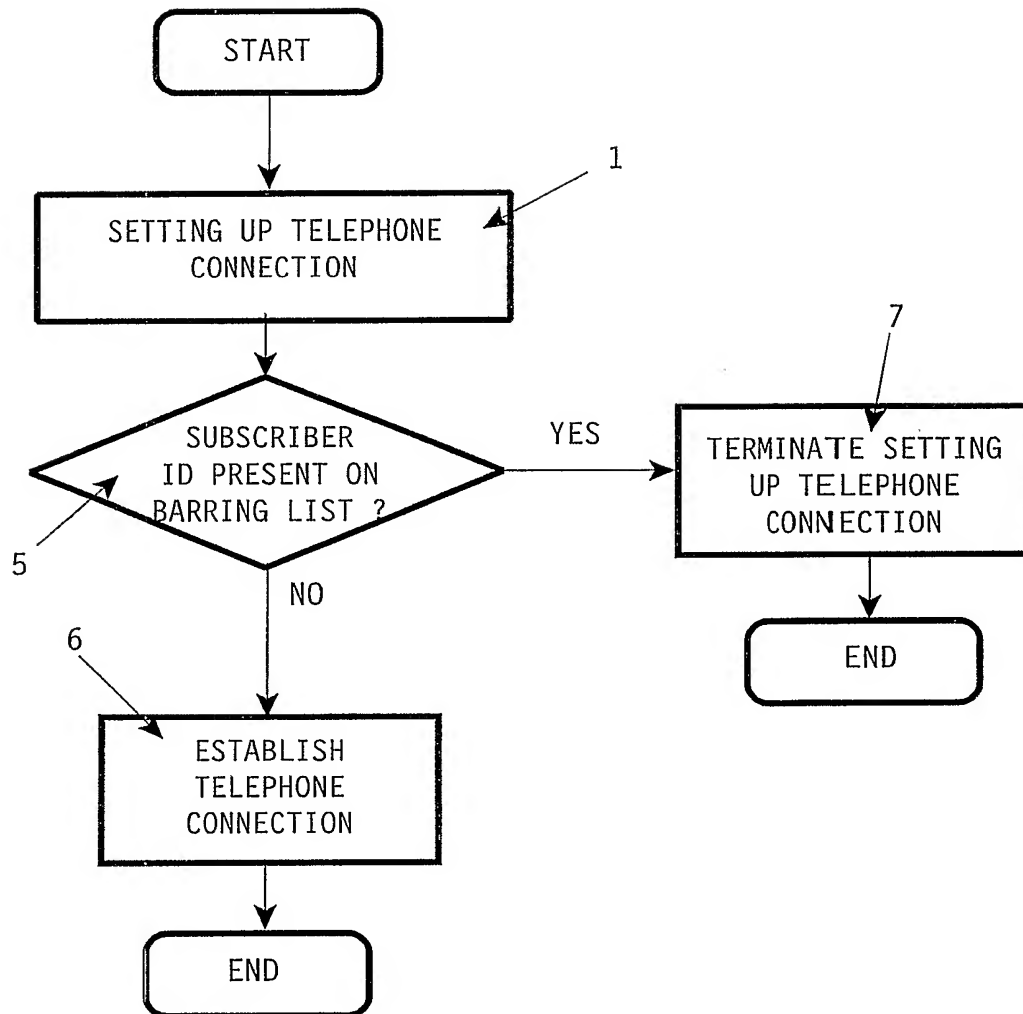 START
1
SETTING UP TELEPHONE
CONNECTION
7
SUBSCRIBER
ID PRESENT ON
BARRING LIST ?
YES
TERMINATE SETTING
UP TELEPHONE
CONNECTION
5
NO
END
6
ESTABLISH
TELEPHONE
CONNECTION
END